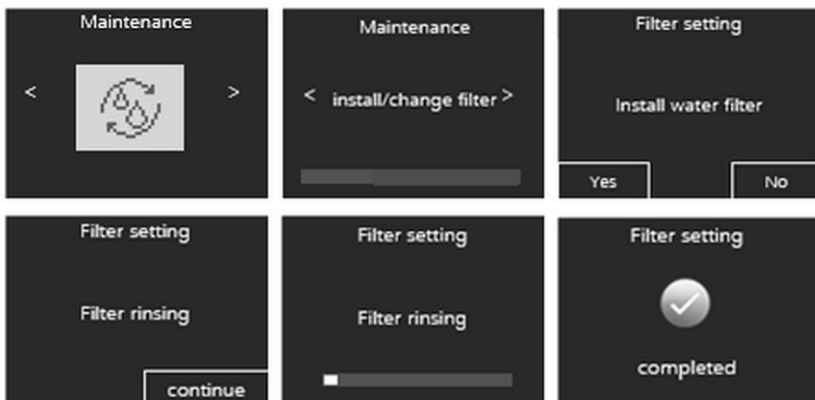 Maintenance
< >
Maintenance
< install/change filter >
Filter setting
Install water filter
Yes No
Filter setting
Filter rinsing
continue
Filter setting
Filter rinsing
Filter setting
completed